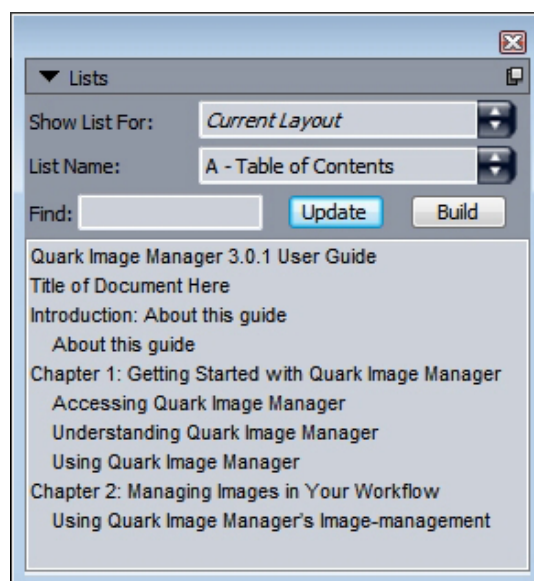 Lists
Show List For: Current Layout
List Name: A - Table of Contents
Find: Update Build
Quark Image Manager 3.0.1 User Guide
Title of Document Here
Introduction: About this guide
About this guide
Chapter 1: Getting Started with Quark Image Manager
Accessing Quark Image Manager
Understanding Quark Image Manager
Using Quark Image Manager
Chapter 2: Managing Images in Your Workflow
Using Quark Image Manager's Image-management